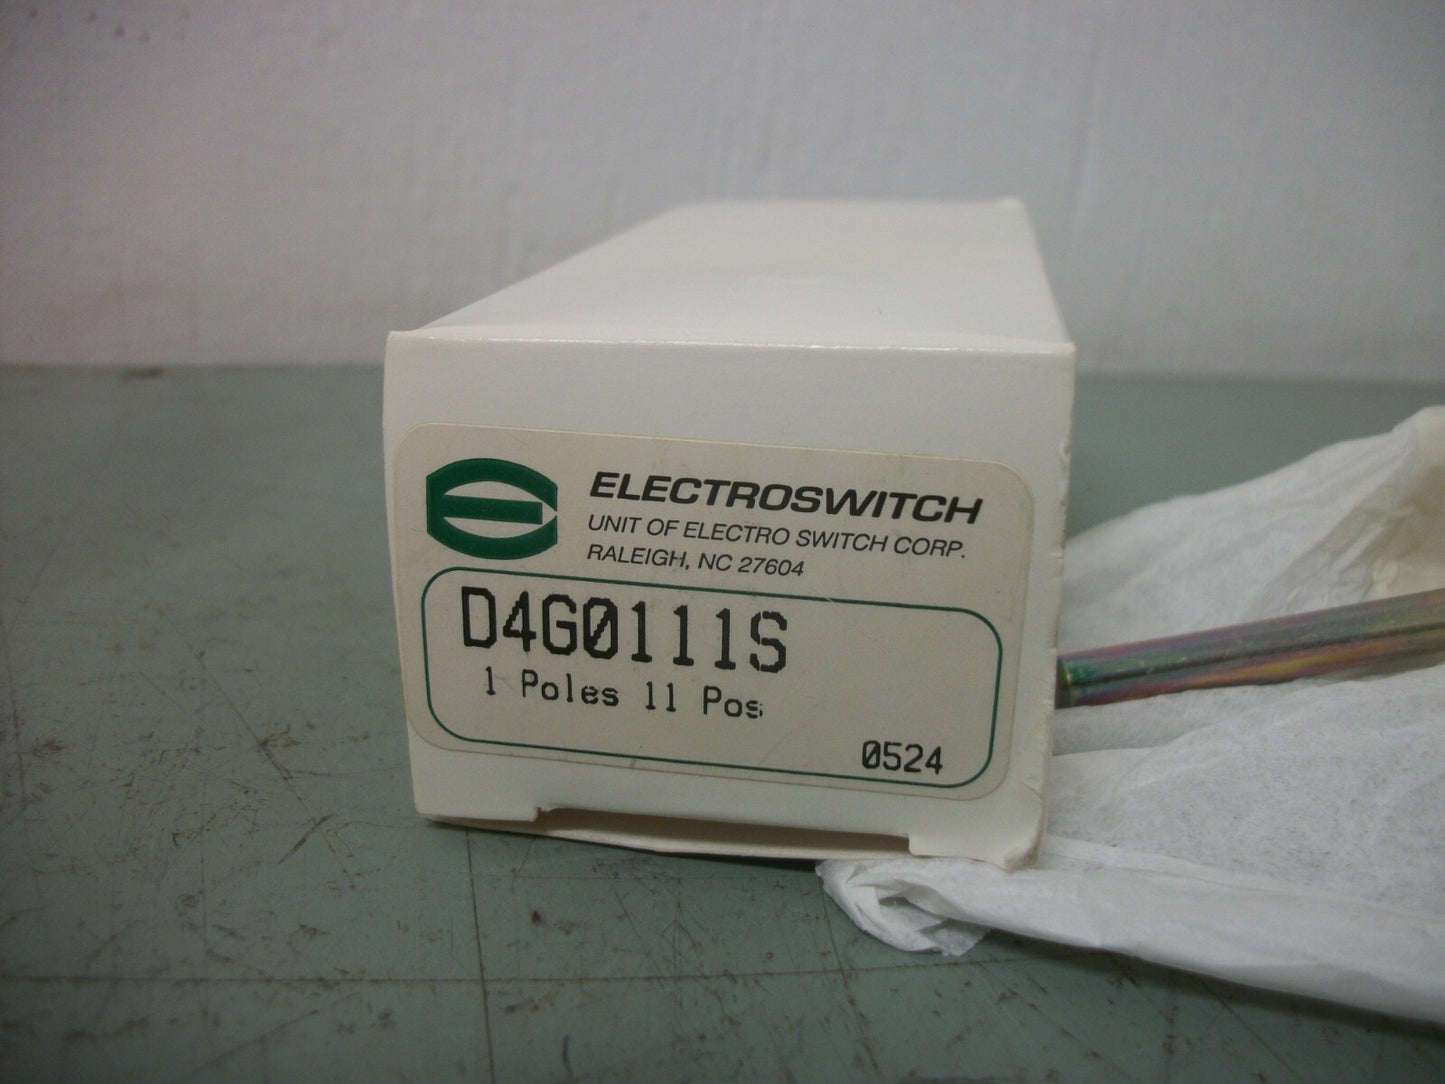 ELECTROSWITCH
UNIT OF ELECTRO SWITCH CORP.
RALEIGH, NC 27604
D4G0111S
1 Poles 11 Pos
0524